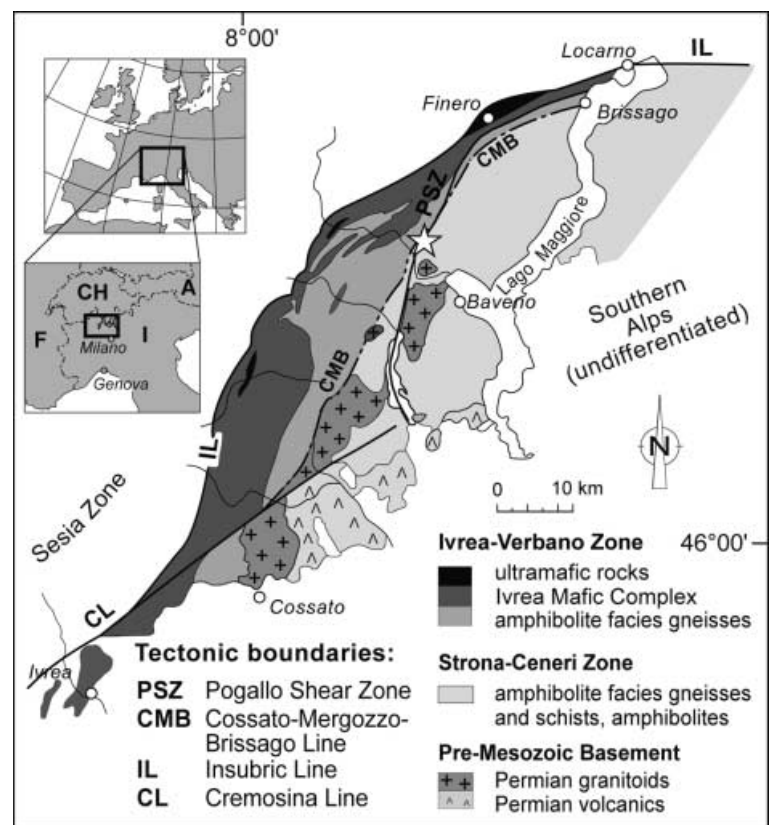 8°00'
Locarno
IL
Finero
Brissago
CMB
PSZ
Lago Maggiore
CH
A
F
I
Milano
Genova
Baveno
Southern
Alps
(undifferentiated)
CMB
IL
N
Sesia Zone
0 10 km
46°00'
Ivrea-Verbano Zone
ultramafic rocks
Ivrea Mafic Complex
amphibolite facies gneisses
Cossato
CL
Ivrea
Tectonic boundaries:
PSZ Pogallo Shear Zone
CMB Cossato-Mergozzo-
Brissago Line
IL Insubric Line
CL Cremosina Line
Strona-Ceneri Zone
amphibolite facies gneisses
and schists, amphibolites
Pre-Mesozoic Basement
Permian granitoids
Permian volcanics